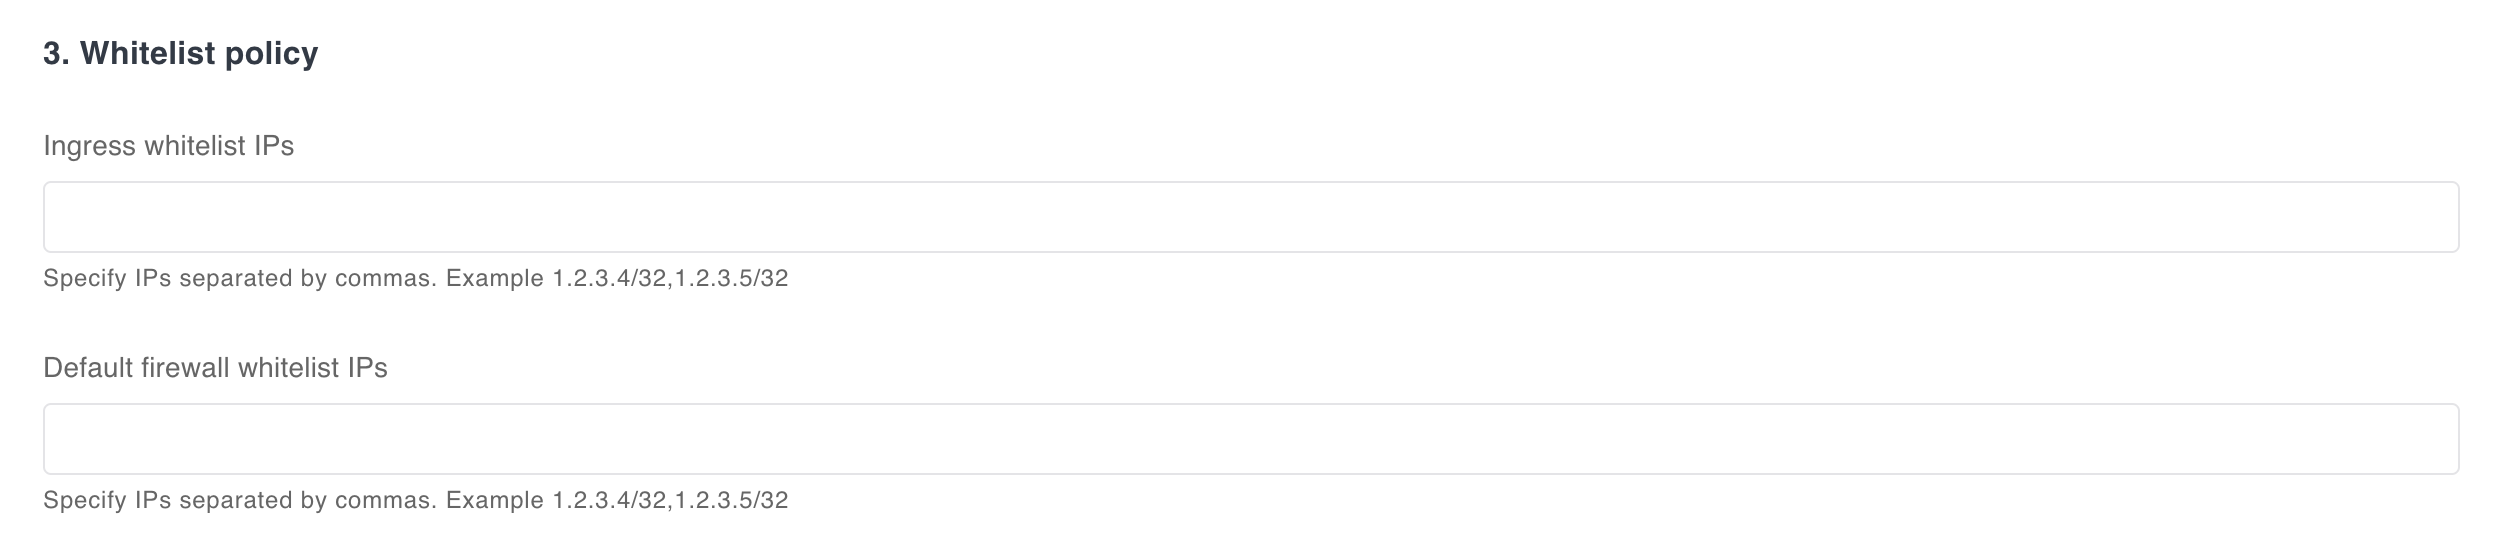 3. Whitelist policy
Ingress whitelist IPs
Specify IPs separated by commas. Example 1.2.3.4/32,1.2.3.5/32
Default firewall whitelist IPs
Specify IPs separated by commas. Example 1.2.3.4/32,1.2.3.5/32